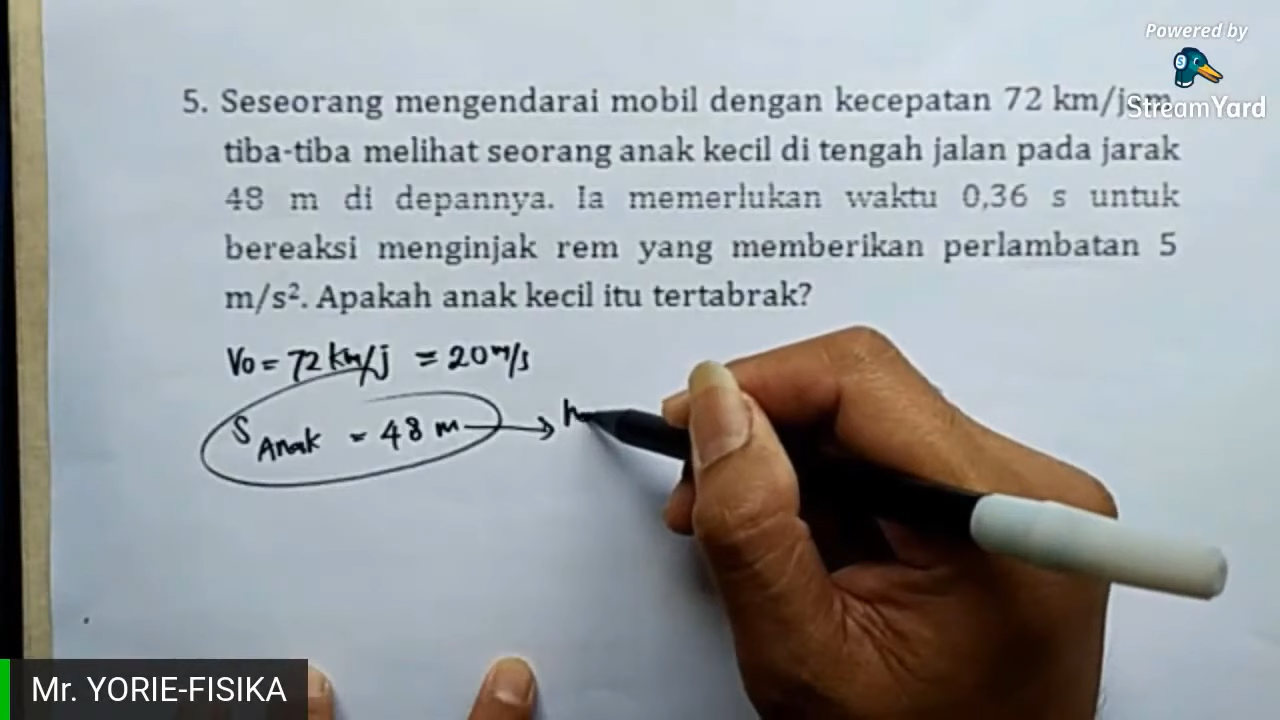 Powered by
StreamYard
5. Seseorang mengendarai mobil dengan kecepatan 72 km/jam
tiba-tiba melihat seorang anak kecil di tengah jalan pada jarak
48 m di depannya. Ia memerlukan waktu 0,36 s untuk
bereaksi menginjak rem yang memberikan perlambatan 5
m/s². Apakah anak kecil itu tertabrak?
Vo = 72 km/j = 20 m/s
S Anak = 48 m →
Mr. YORIE-FISIKA